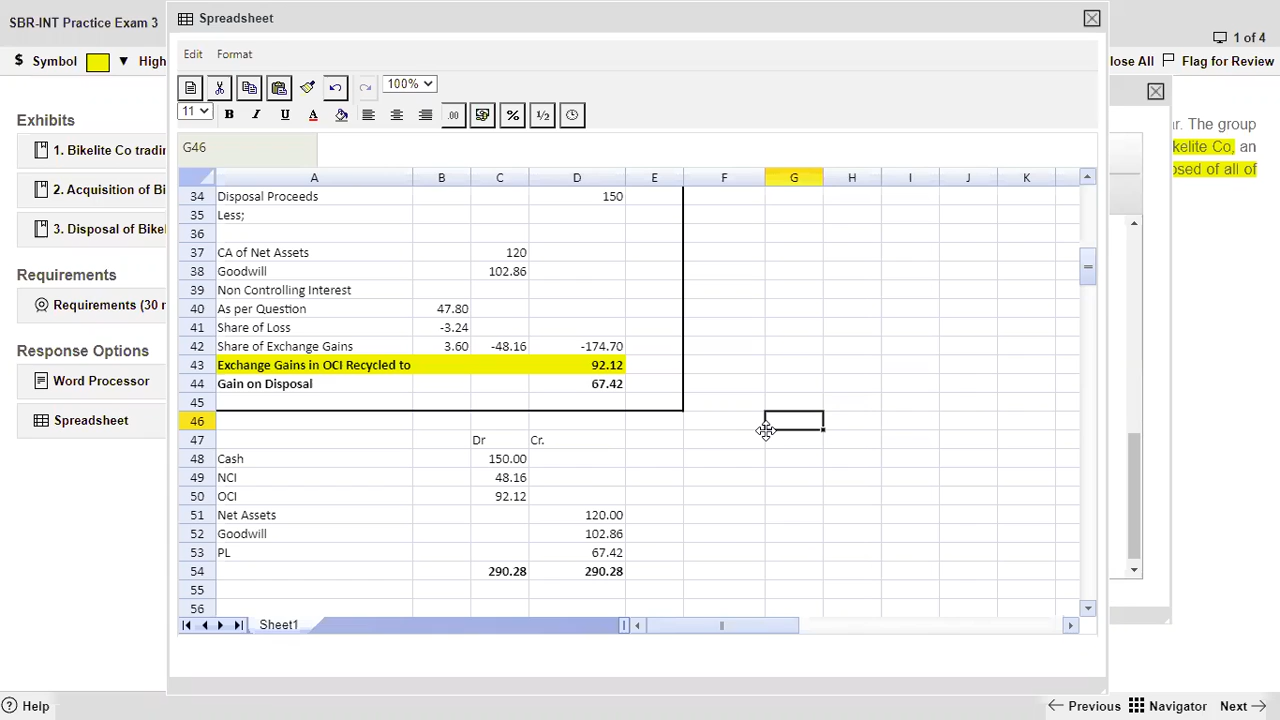 SBR-INT Practice Exam 3
Spreadsheet
1 of 4
$ Symbol ▼ High
lose All Flag for Review
Edit Format
100%
11 B I U A .00 % 1/2
Exhibits
1. Bikelite Co tradin
2. Acquisition of Bi
3. Disposal of Bikel
Requirements
Requirements (30 m
Response Options
Word Processor
Spreadsheet
r. The group
ikelite Co, an
osed of all of
G46
A B C D E F G H I J K
34 Disposal Proceeds 150
35 Less;
36
37 CA of Net Assets 120
38 Goodwill 102.86
39 Non Controlling Interest
40 As per Question 47.80
41 Share of Loss -3.24
42 Share of Exchange Gains 3.60 -48.16 -174.70
43 Exchange Gains in OCI Recycled to 92.12
44 Gain on Disposal 67.42
45
46
47 Dr Cr.
48 Cash 150.00
49 NCI 48.16
50 OCI 92.12
51 Net Assets 120.00
52 Goodwill 102.86
53 PL 67.42
54 290.28 290.28
55
56
Sheet1
Help
Previous Navigator Next